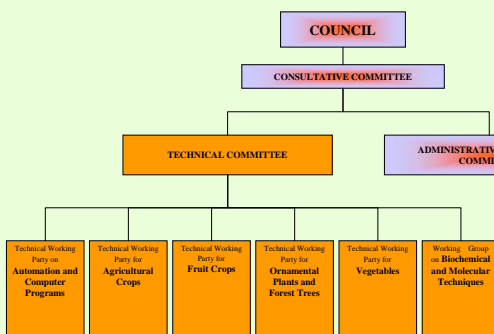 COUNCIL
CONSULTATIVE COMMITTEE
TECHNICAL COMMITTEE
ADMINISTRATIVE
Technical Working
Party on
Automation and
Computer
Programs
Technical Working
Party for
Agricultural
Crops
Technical Working
Party for
Fruit Crops
Technical Working
Party for
Ornamental
Plants and
Forest Trees
Technical Working
Party for
Vegetables
Working Group
on Biochemical
and Molecular
Techniques